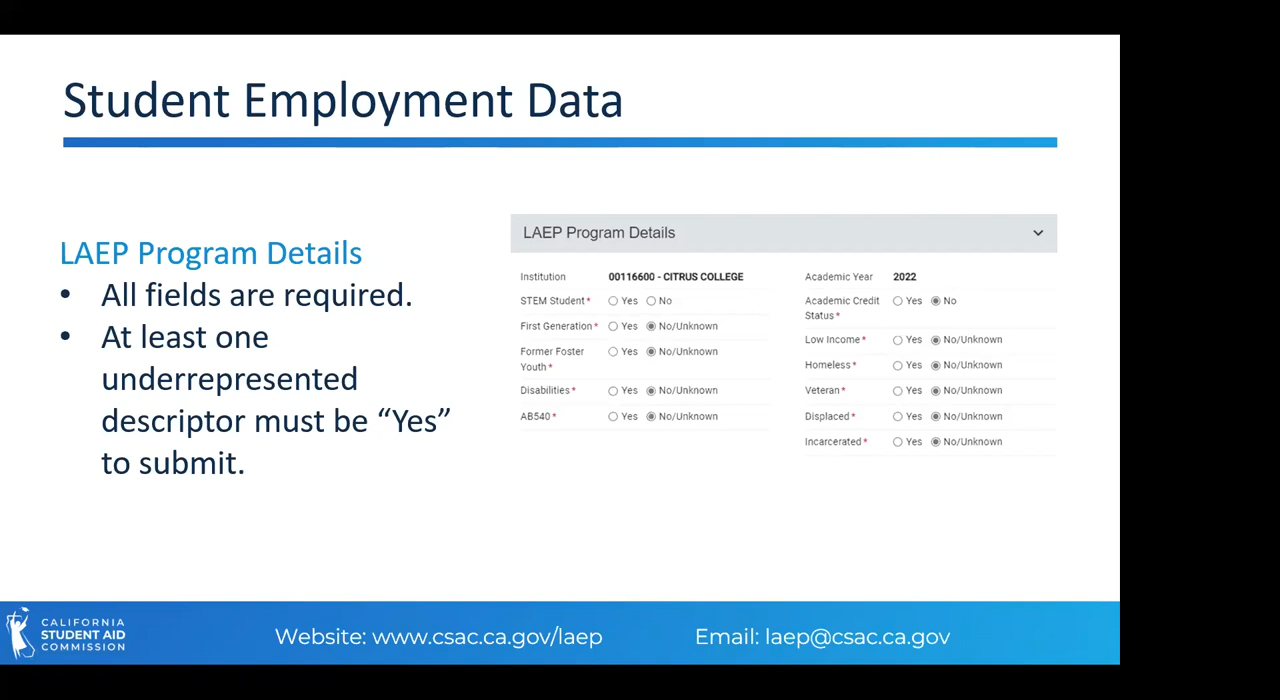 Student Employment Data
LAEP Program Details
• All fields are required.
• At least one
underrepresented
descriptor must be “Yes”
to submit.
LAEP Program Details
Institution 00116600 - CITRUS COLLEGE
STEM Student * Yes No
First Generation * Yes No/Unknown
Former Foster
Youth * Yes No/Unknown
Disabilities * Yes No/Unknown
AB540 * Yes No/Unknown
Academic Year 2022
Academic Credit
Status * Yes No
Low Income * Yes No/Unknown
Homeless * Yes No/Unknown
Veteran * Yes No/Unknown
Displaced * Yes No/Unknown
Incarcerated * Yes No/Unknown
CALIFORNIA
STUDENT AID
COMMISSION
Website: www.csac.ca.gov/laep
Email: laep@csac.ca.gov